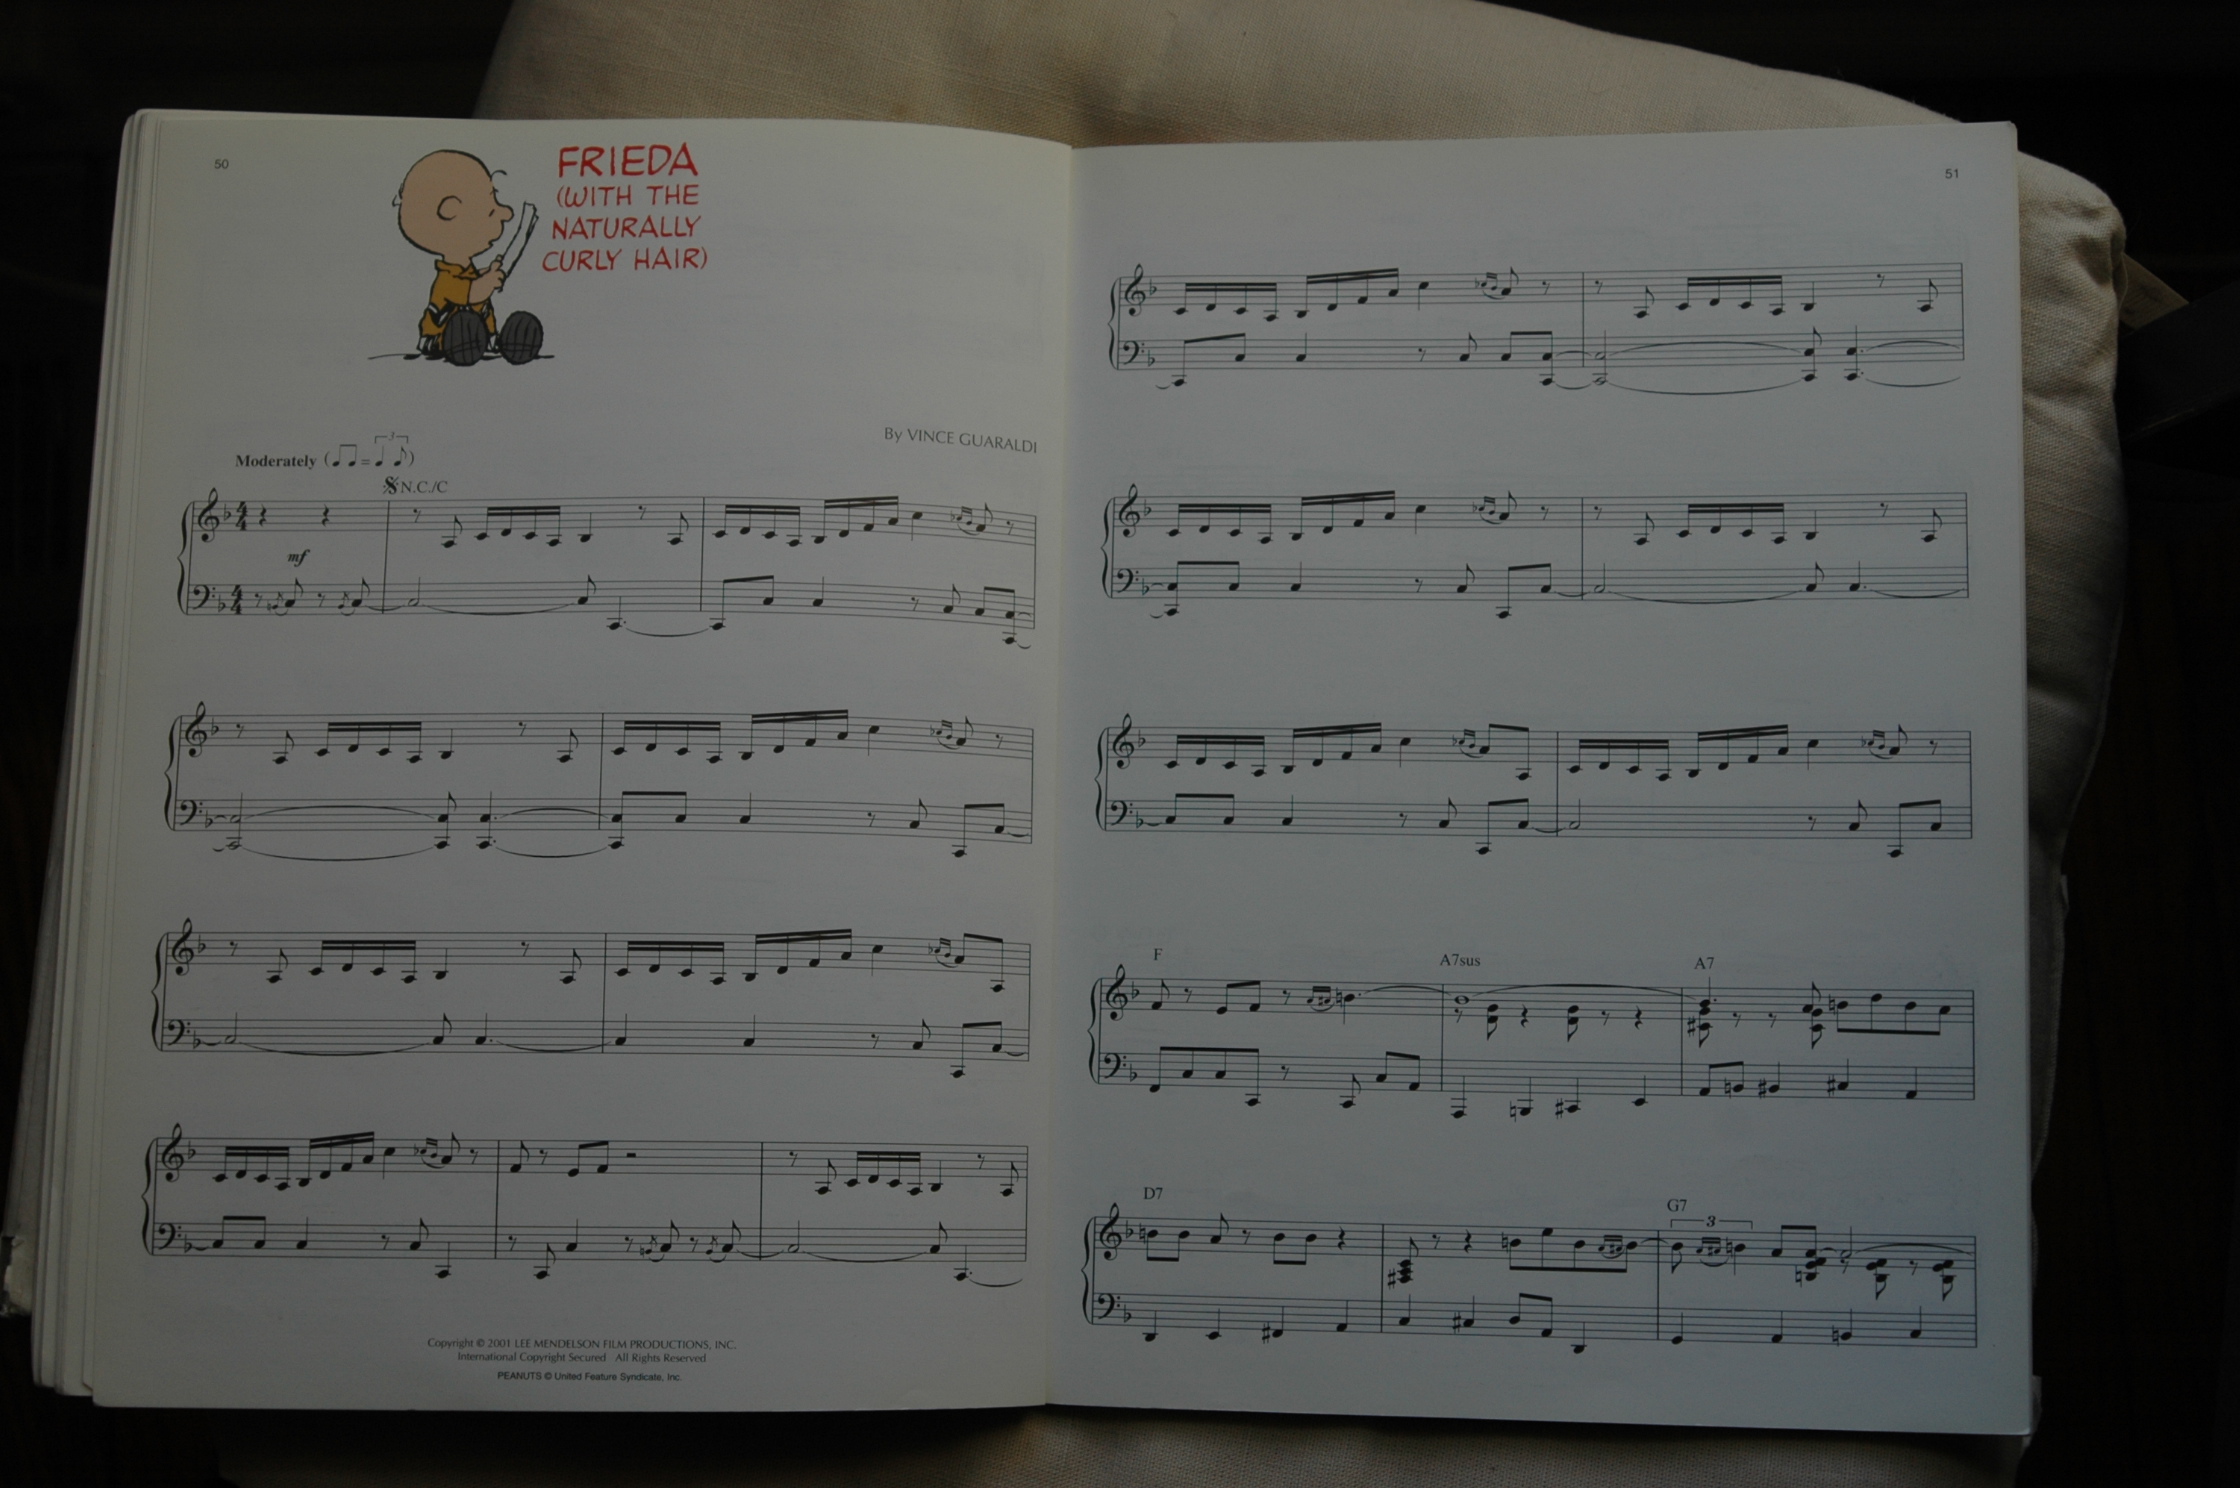 50
FRIEDA
(WITH THE
NATURALLY
CURLY HAIR)
By VINCE GUARALDI
Moderately
3
N.C./C
mf
Copyright © 2001 LEE MENDELSON FILM PRODUCTIONS, INC.
International Copyright Secured All Rights Reserved
PEANUTS © United Feature Syndicate, Inc.
51
F A7sus A7
D7 G7
3